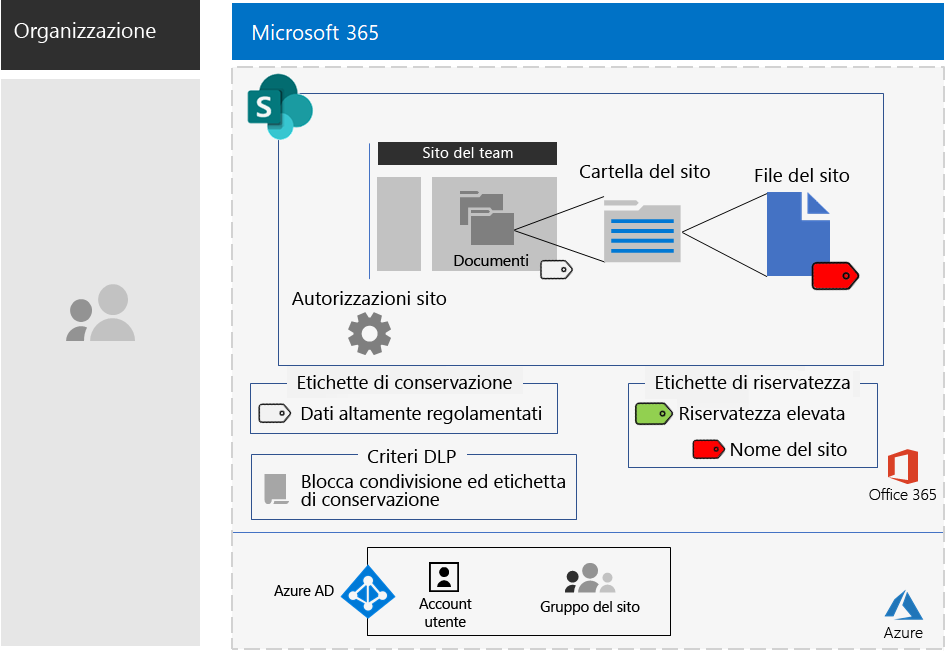 Organizzazione
Microsoft 365
S
Sito del team
Cartella del sito
File del sito
Documenti
Autorizzazioni sito
Etichette di conservazione
Dati altamente regolamentati
Etichette di riservatezza
Riservatezza elevata
Nome del sito
Criteri DLP
Blocca condivisione ed etichetta
di conservazione
Office 365
Azure AD
Account
utente
Gruppo del sito
Azure